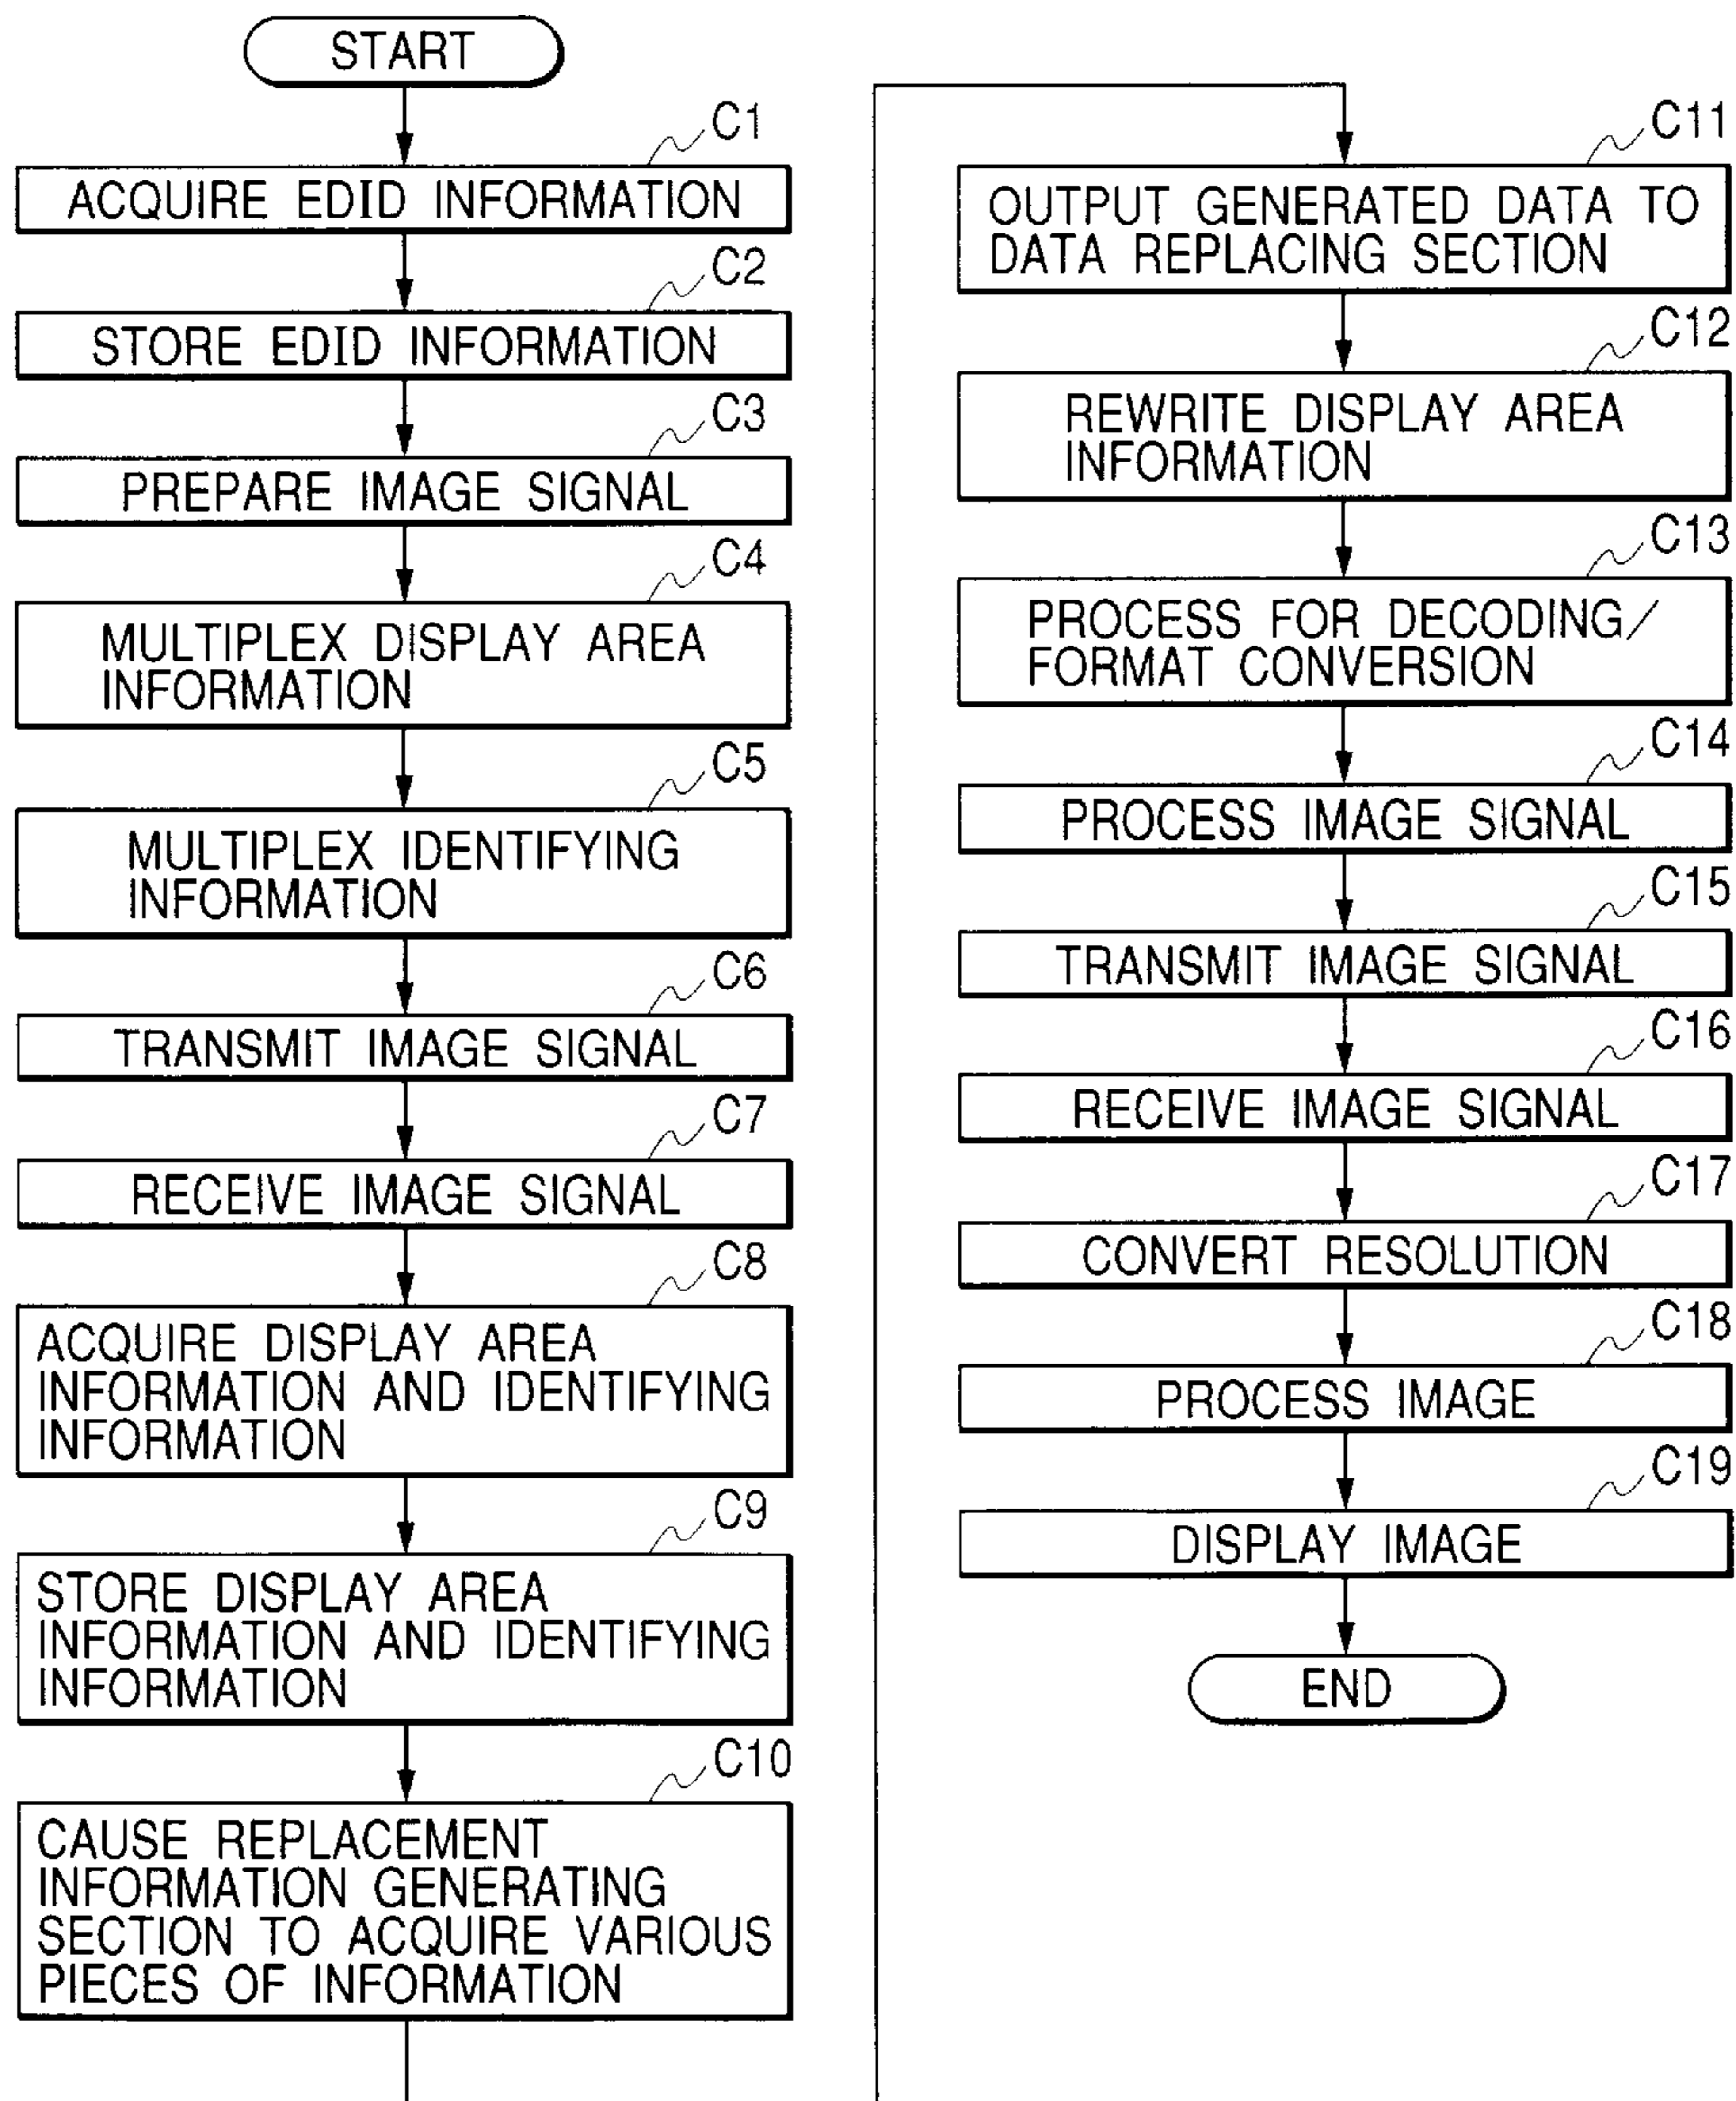 START
C1
ACQUIRE EDID INFORMATION
C2
STORE EDID INFORMATION
C3
PREPARE IMAGE SIGNAL
C4
MULTIPLEX DISPLAY AREA
INFORMATION
C5
MULTIPLEX IDENTIFYING
INFORMATION
C6
TRANSMIT IMAGE SIGNAL
C7
RECEIVE IMAGE SIGNAL
C8
ACQUIRE DISPLAY AREA
INFORMATION AND IDENTIFYING
INFORMATION
C9
STORE DISPLAY AREA
INFORMATION AND IDENTIFYING
INFORMATION
C10
CAUSE REPLACEMENT
INFORMATION GENERATING
SECTION TO ACQUIRE VARIOUS
PIECES OF INFORMATION
C11
OUTPUT GENERATED DATA TO
DATA REPLACING SECTION
C12
REWRITE DISPLAY AREA
INFORMATION
C13
PROCESS FOR DECODING/
FORMAT CONVERSION
C14
PROCESS IMAGE SIGNAL
C15
TRANSMIT IMAGE SIGNAL
C16
RECEIVE IMAGE SIGNAL
C17
CONVERT RESOLUTION
C18
PROCESS IMAGE
C19
DISPLAY IMAGE
END